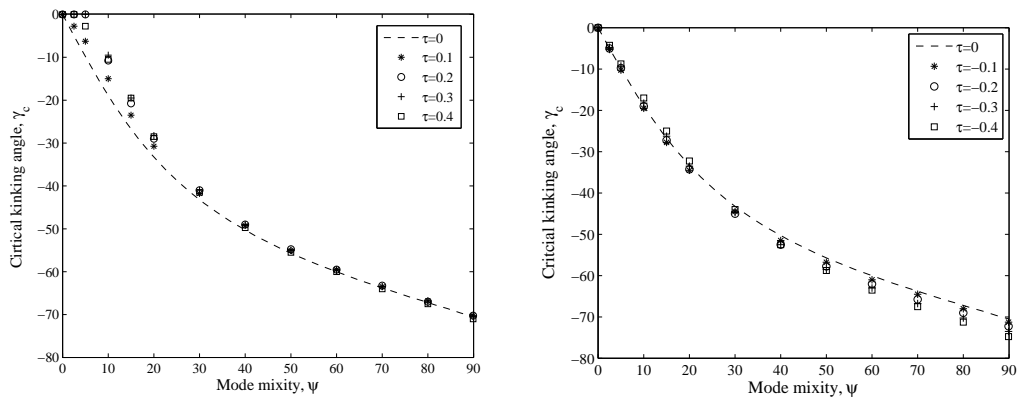 0
−10
−20
−30
−40
−50
−60
−70
−80
Cirtical kinking angle, γc
0 10 20 30 40 50 60 70 80 90
Mode mixity, ψ
τ=0
τ=0.1
τ=0.2
τ=0.3
τ=0.4
0
−10
−20
−30
−40
−50
−60
−70
−80
Critcial kinking angle, γc
0 10 20 30 40 50 60 70 80 90
Mode mixity, ψ
τ=0
τ=−0.1
τ=−0.2
τ=−0.3
τ=−0.4